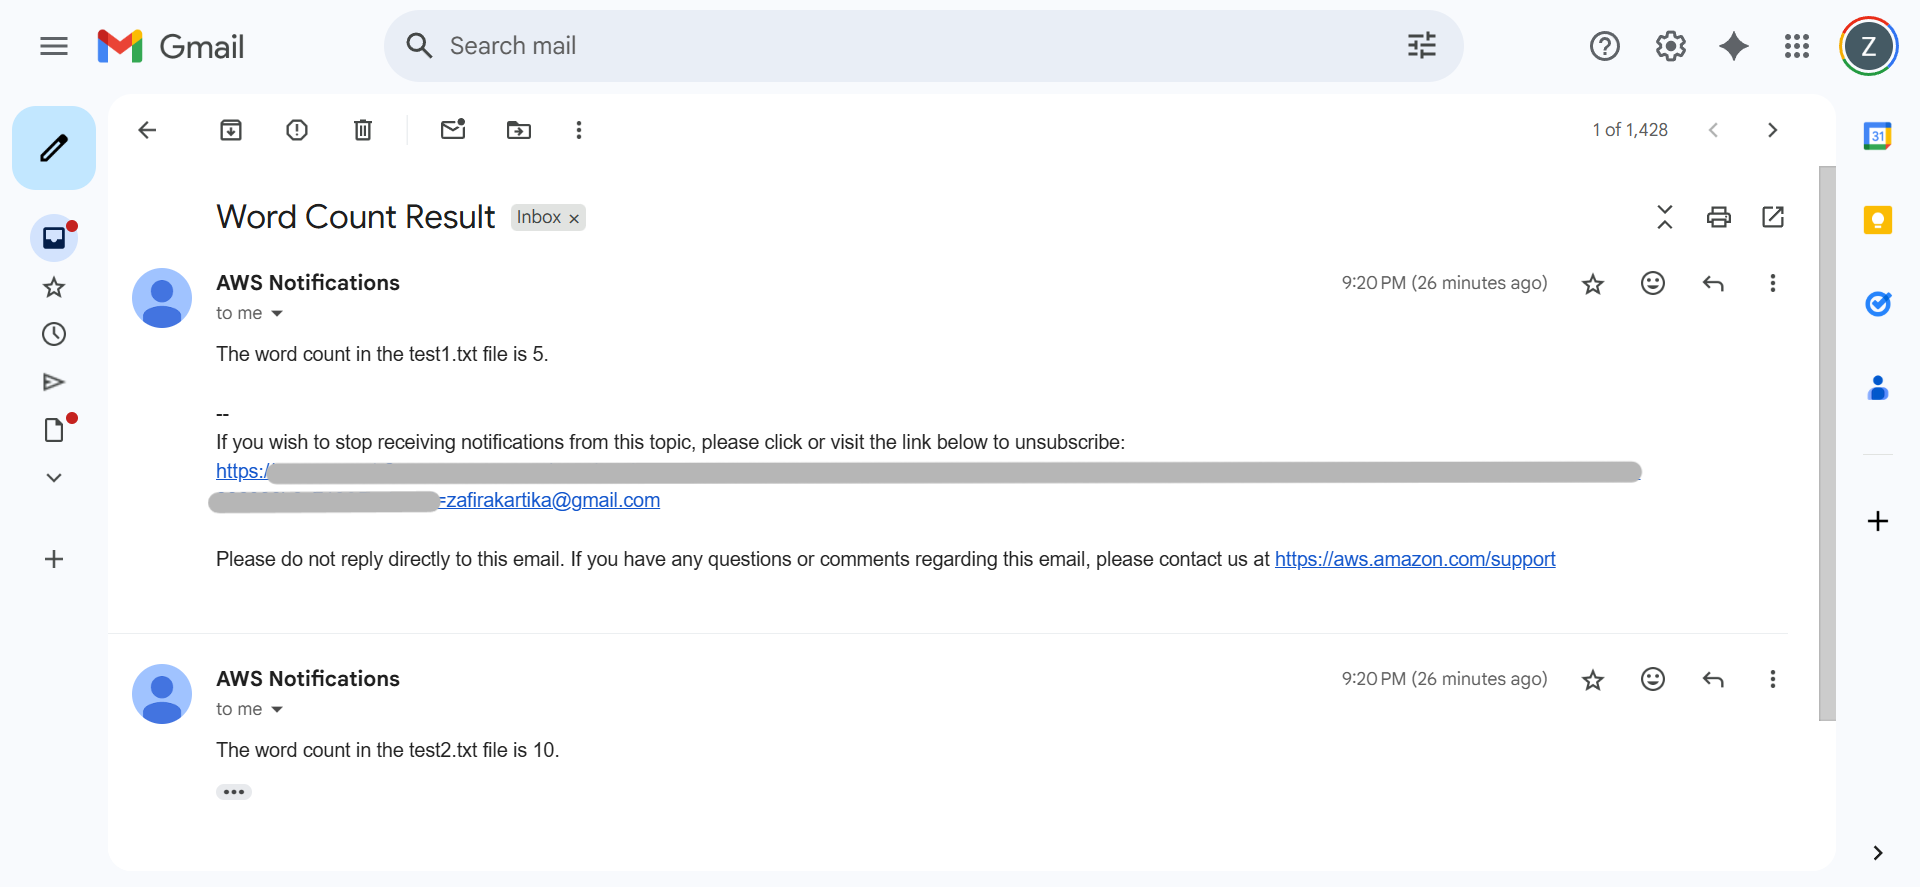 Gmail
Search mail
Z
1 of 1,428
31
Word Count Result Inbox ×
AWS Notifications 9:20 PM (26 minutes ago)
to me
The word count in the test1.txt file is 5.
--
If you wish to stop receiving notifications from this topic, please click or visit the link below to unsubscribe:
https:/
=zafirakartika@gmail.com
Please do not reply directly to this email. If you have any questions or comments regarding this email, please contact us at https://aws.amazon.com/support
AWS Notifications 9:20 PM (26 minutes ago)
to me
The word count in the test2.txt file is 10.